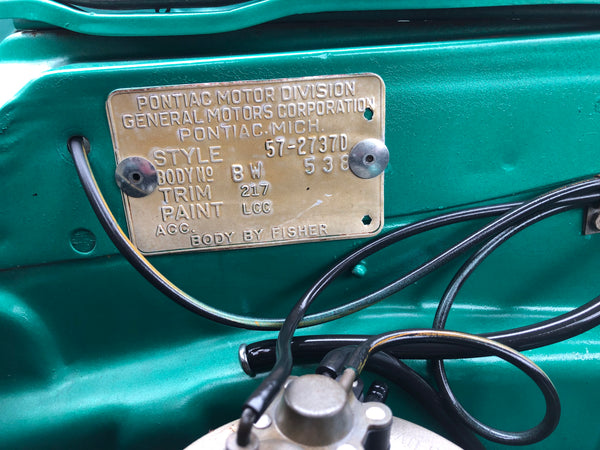 PONTIAC MOTOR DIVISION
GENERAL MOTORS CORPORATION
PONTIAC, MICH.
STYLE 57-2737D
BODY Nº BW 538
TRIM 217
PAINT LCC
ACC.
BODY BY FISHER